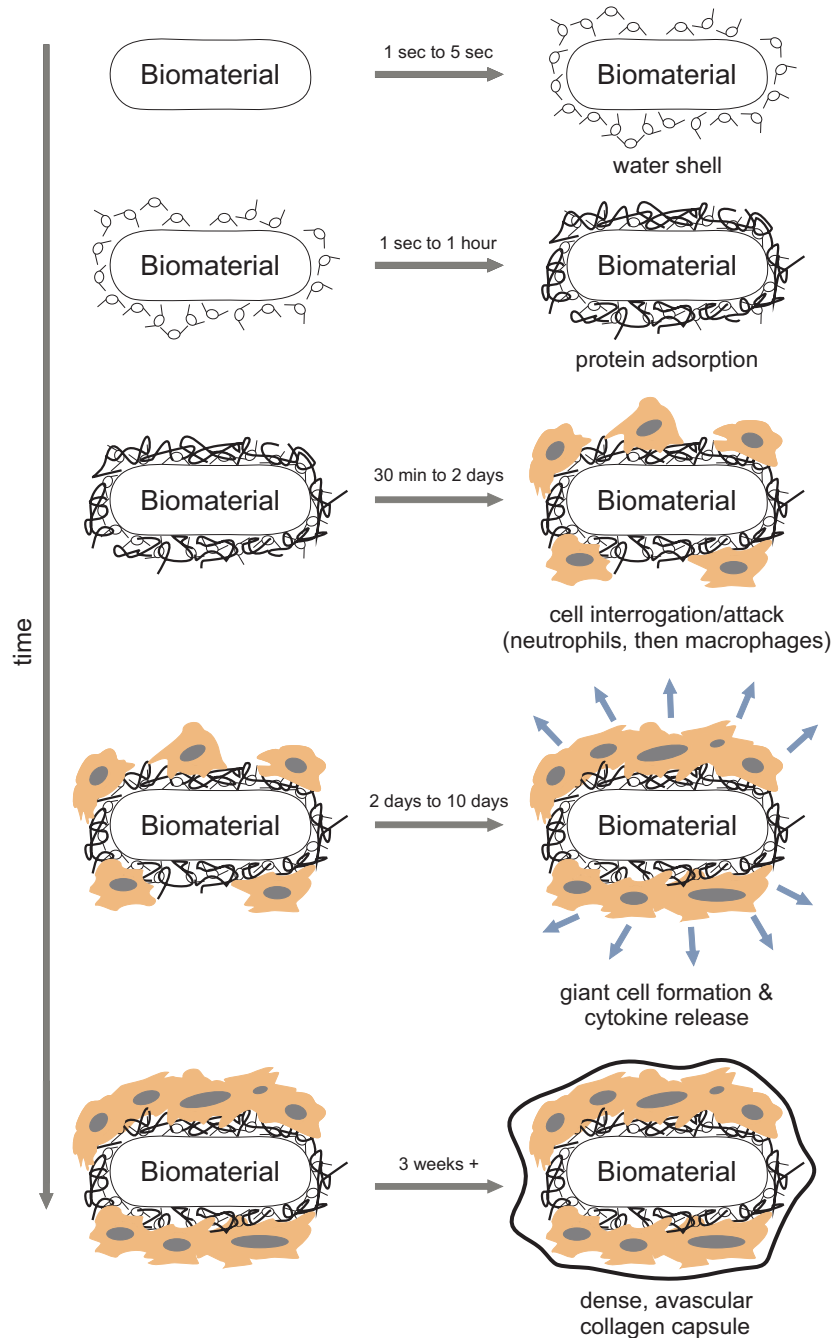 Biomaterial
1 sec to 5 sec
Biomaterial
water shell
Biomaterial
1 sec to 1 hour
Biomaterial
protein adsorption
Biomaterial
30 min to 2 days
Biomaterial
cell interrogation/attack
(neutrophils, then macrophages)
time
Biomaterial
2 days to 10 days
Biomaterial
giant cell formation &
cytokine release
Biomaterial
3 weeks +
Biomaterial
dense, avascular
collagen capsule